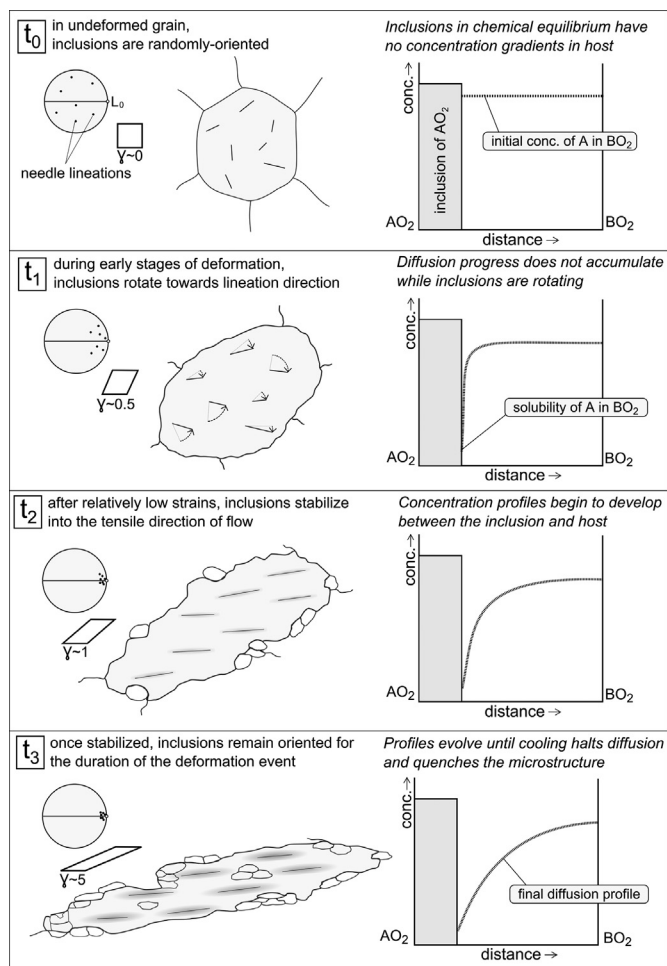 t0
in undeformed grain,
inclusions are randomly-oriented
L0
γ~0
needle lineations
Inclusions in chemical equilibrium have
no concentration gradients in host
conc.→
inclusion of AO2
initial conc. of A in BO2
AO2
BO2
distance →
t1
during early stages of deformation,
inclusions rotate towards lineation direction
γ~0.5
Diffusion progress does not accumulate
while inclusions are rotating
conc.→
solubility of A in BO2
AO2
BO2
distance →
t2
after relatively low strains, inclusions stabilize
into the tensile direction of flow
γ~1
Concentration profiles begin to develop
between the inclusion and host
conc.→
AO2
BO2
distance →
t3
once stabilized, inclusions remain oriented for
the duration of the deformation event
γ~5
Profiles evolve until cooling halts diffusion
and quenches the microstructure
conc.→
final diffusion profile
AO2
BO2
distance →